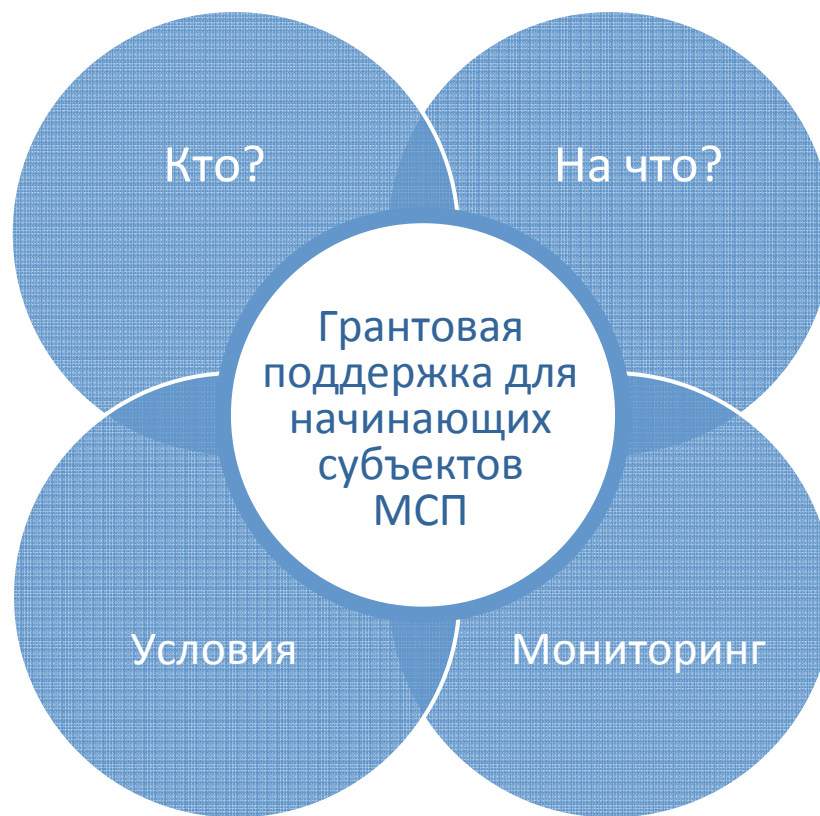 Кто?
На что?
Грантовая
поддержка для
начинающих
субъектов
МСП
Условия
Мониторинг